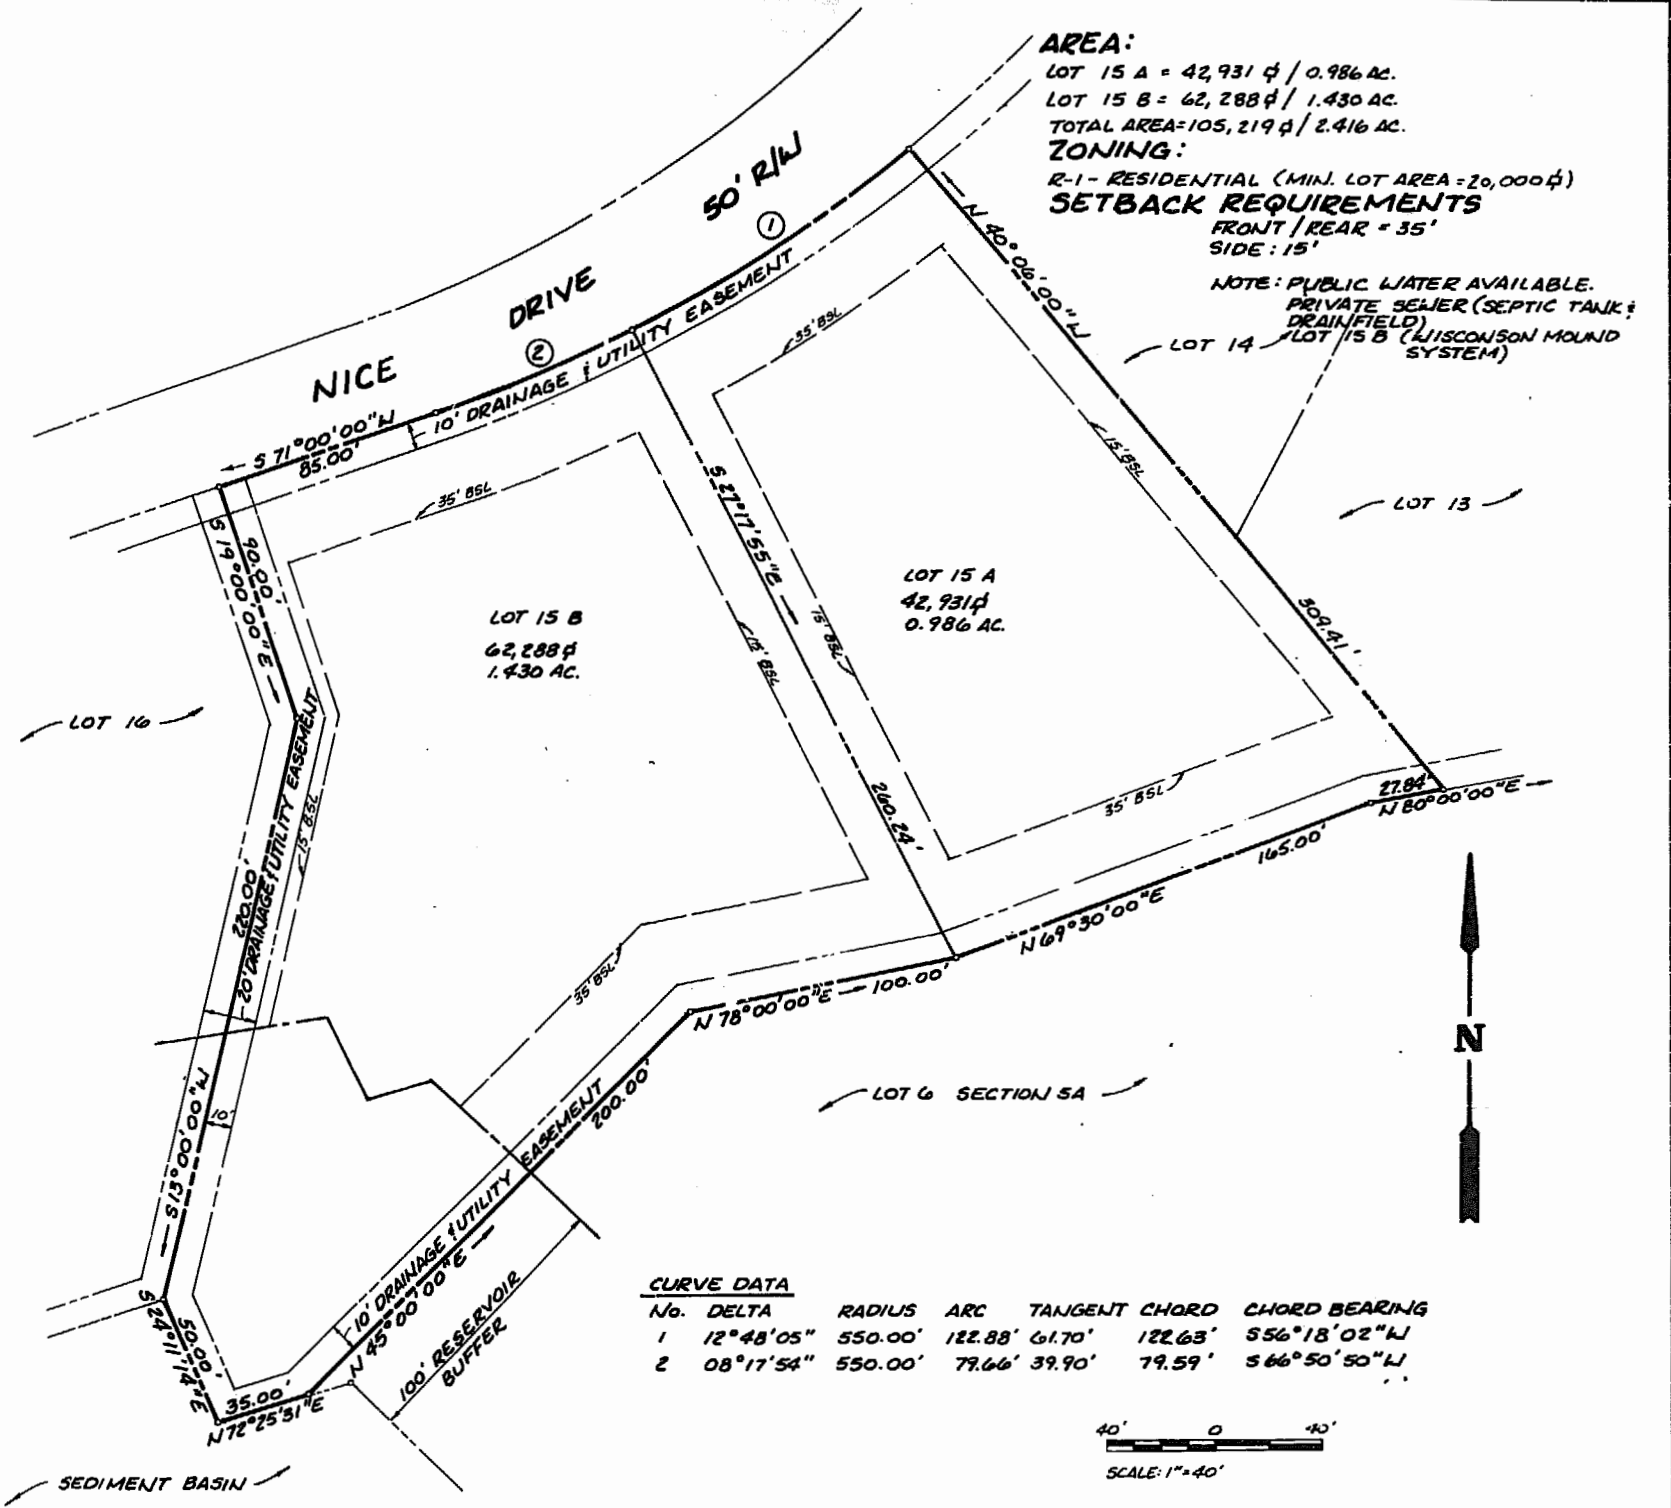 AREA:
LOT 15 A = 42,931 ⏀ / 0.986 AC.
LOT 15 B = 62,288 ⏀ / 1.430 AC.
TOTAL AREA = 105,219 ⏀ / 2.416 AC.
ZONING:
R-1 - RESIDENTIAL (MIN. LOT AREA = 20,000 ⏀)
SETBACK REQUIREMENTS
FRONT / REAR = 35'
SIDE : 15'
NOTE: PUBLIC WATER AVAILABLE.
PRIVATE SEWER (SEPTIC TANK &
DRAINFIELD)
LOT 15 B (WISCONSON MOUND
SYSTEM)
NICE DRIVE 50' R/W
1
2
S 71°00'00" W
85.00'
10' DRAINAGE & UTILITY EASEMENT
N 40°06'00" W
309.41'
LOT 14
LOT 13
35' BSL
15' BSL
35' BSL
S 27°17'55" E
260.24'
LOT 15 A
42,931 ⏀
0.986 AC.
15' BSL
15' BSL
35' BSL
LOT 15 B
62,288 ⏀
1.430 AC.
S 19°00'00" E
90.00'
LOT 16
20' DRAINAGE & UTILITY EASEMENT
15' BSL
220.00'
S 13°00'00" W
10'
35' BSL
27.84'
N 80°00'00" E
165.00'
N 69°30'00" E
N 78°00'00" E
100.00'
LOT 6 SECTION 5A
200.00'
10' DRAINAGE & UTILITY EASEMENT
N 45°00'00" E
100' RESERVOIR
BUFFER
S 24°11'14" E
50.00'
35.00'
N 72°25'31" E
SEDIMENT BASIN
N
CURVE DATA
No. DELTA RADIUS ARC TANGENT CHORD CHORD BEARING
1 12°48'05" 550.00' 122.88' 61.70' 122.63' S 56°18'02" W
2 08°17'54" 550.00' 79.66' 39.90' 79.59' S 66°50'50" W
40' 0 40'
SCALE: 1"=40'